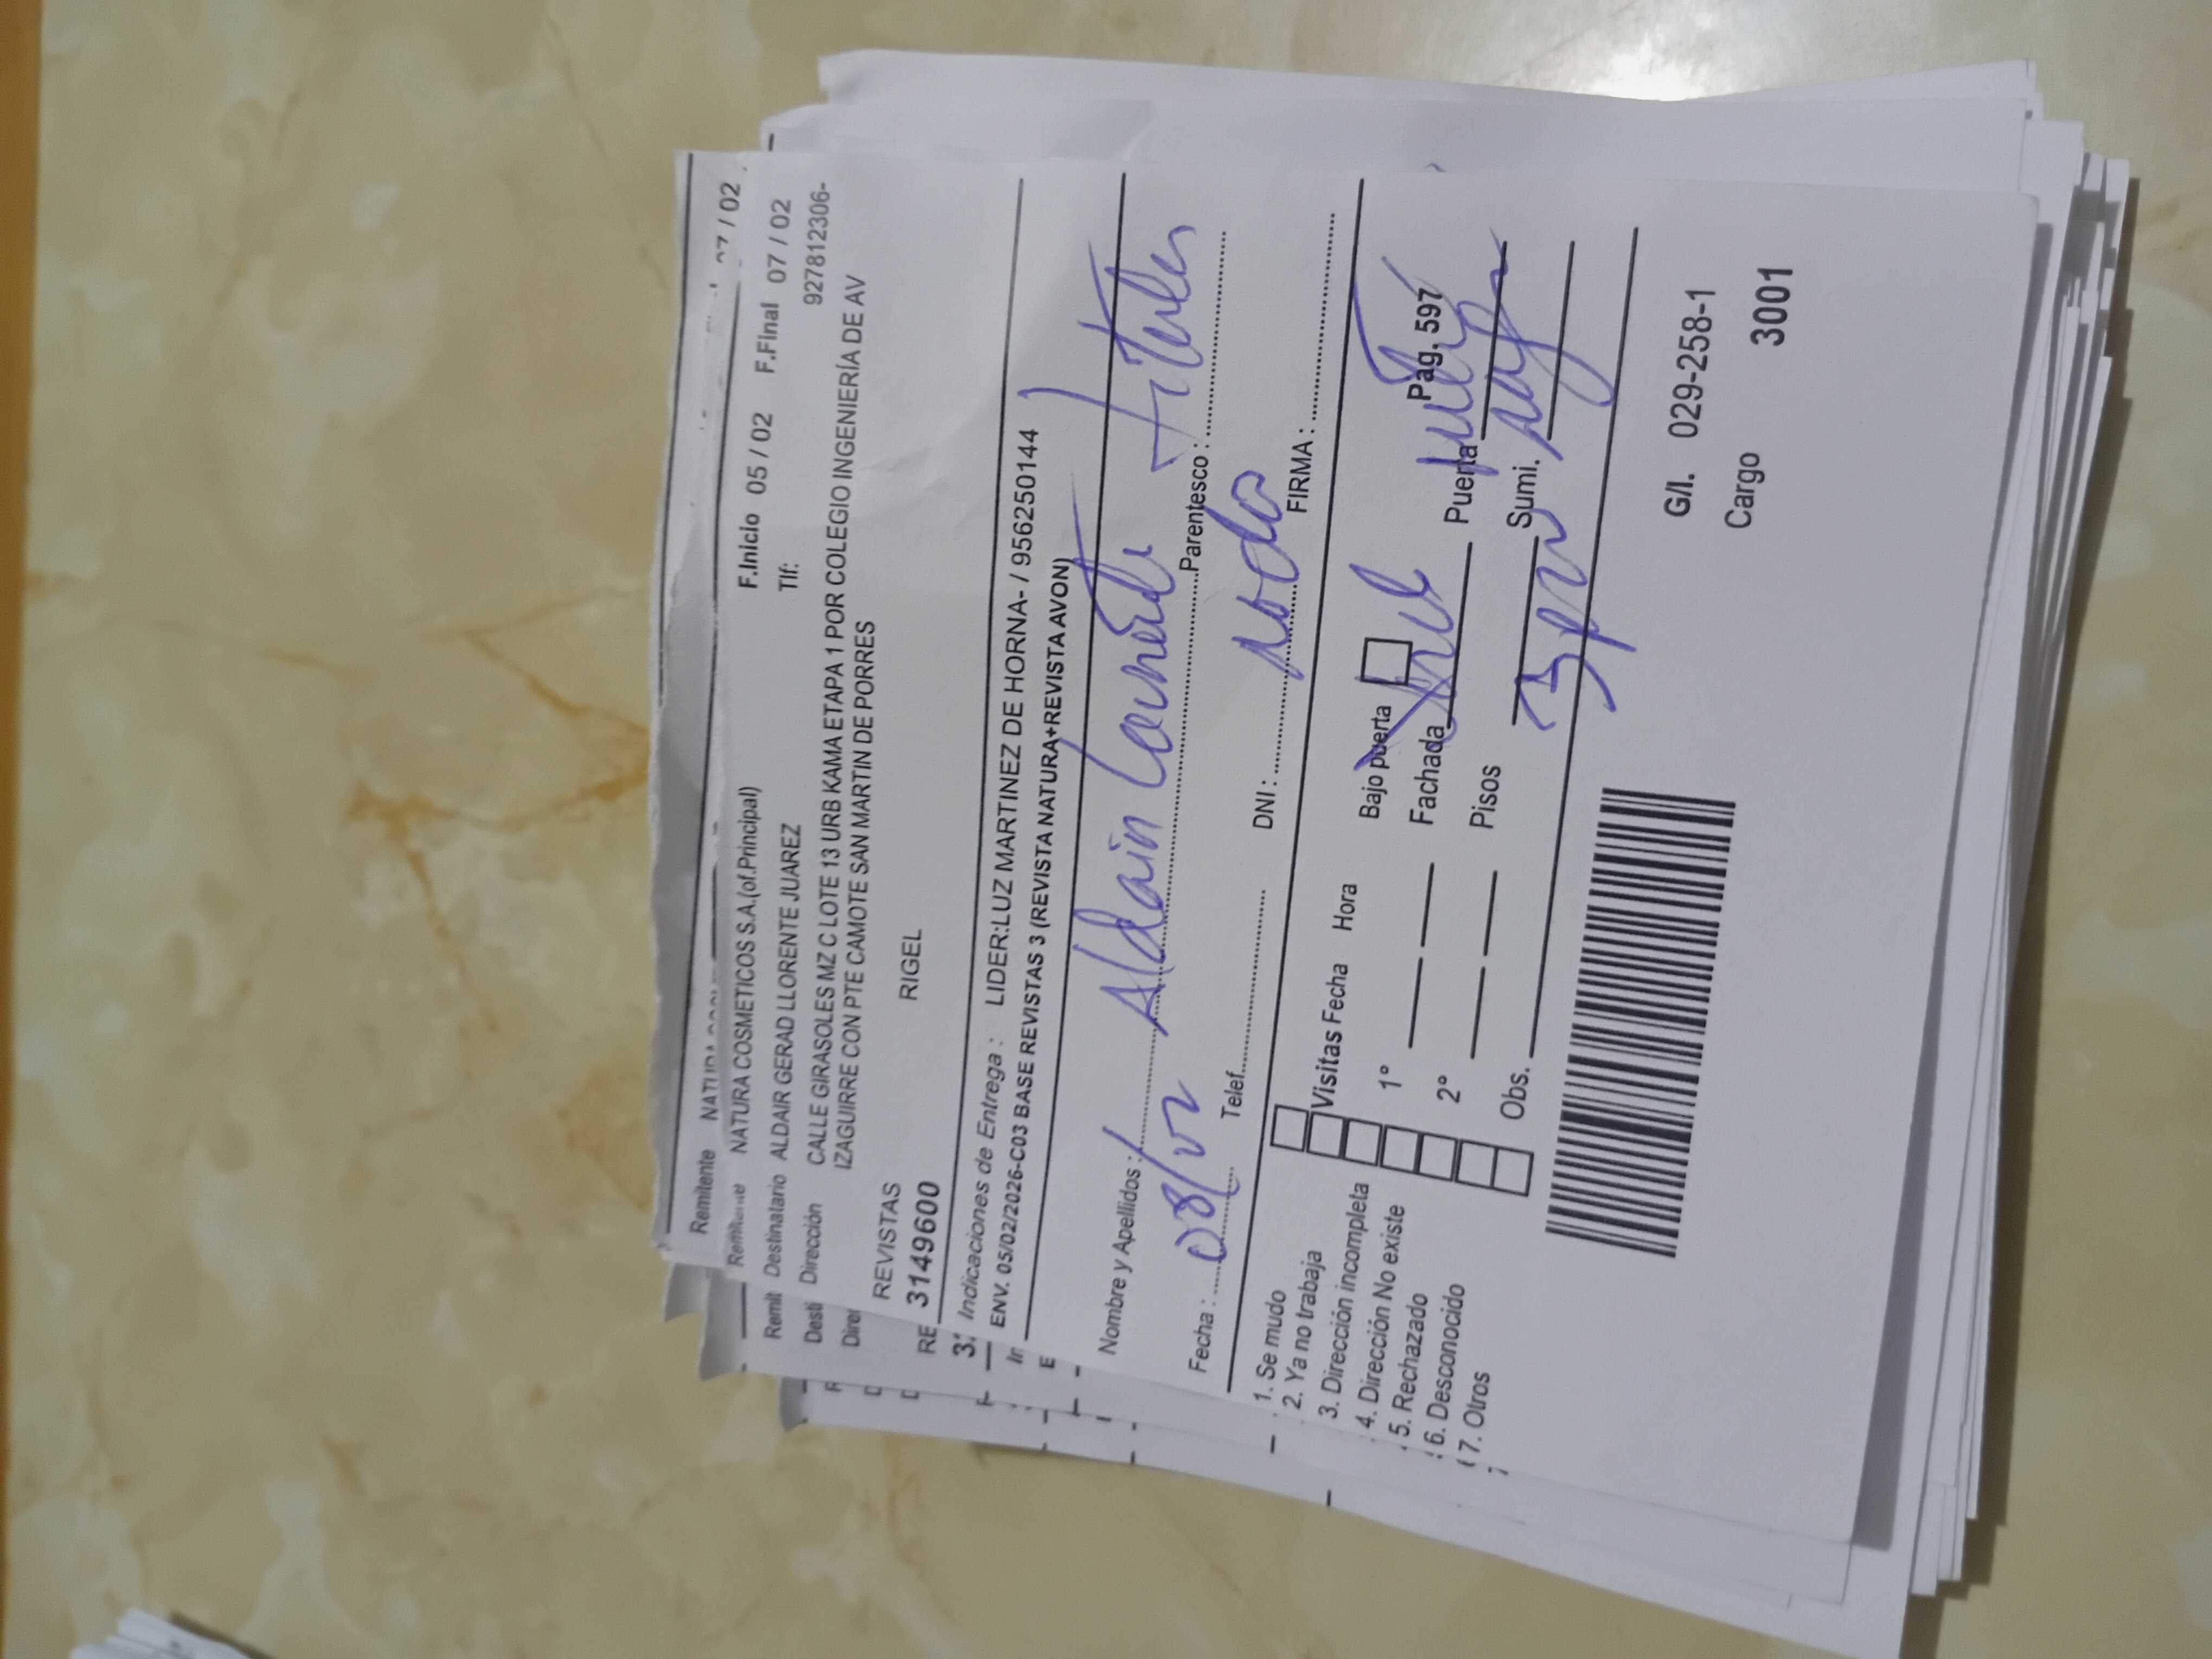 Remitente
07 / 02
Remitente NATURA COSMETICOS S.A.(of.Principal) F.Inicio 05 / 02 F.Final 07 / 02
Destinatario ALDAIR GERAD LLORENTE JUAREZ Tlf: 927812306-
Dirección CALLE GIRASOLES MZ C LOTE 13 URB KAMA ETAPA 1 POR COLEGIO INGENIERÍA DE AV
IZAGUIRRE CON PTE CAMOTE SAN MARTIN DE PORRES
REVISTAS RIGEL
3149600
Indicaciones de Entrega : LIDER:LUZ MARTINEZ DE HORNA- / 956250144
ENV. 05/02/2026-C03 BASE REVISTAS 3 (REVISTA NATURA+REVISTA AVON)
Nombre y Apellidos : Parentesco :
Fecha : 08/02 Telef. DNI : FIRMA :
1. Se mudo
2. Ya no trabaja
3. Dirección incompleta
4. Dirección No existe
5. Rechazado
6. Desconocido
7. Otros
Visitas Fecha Hora Bajo puerta Pág. 597
1° Fachada Puerta
2° Pisos Sumi.
Obs.
G/I. 029-258-1
Cargo 3001